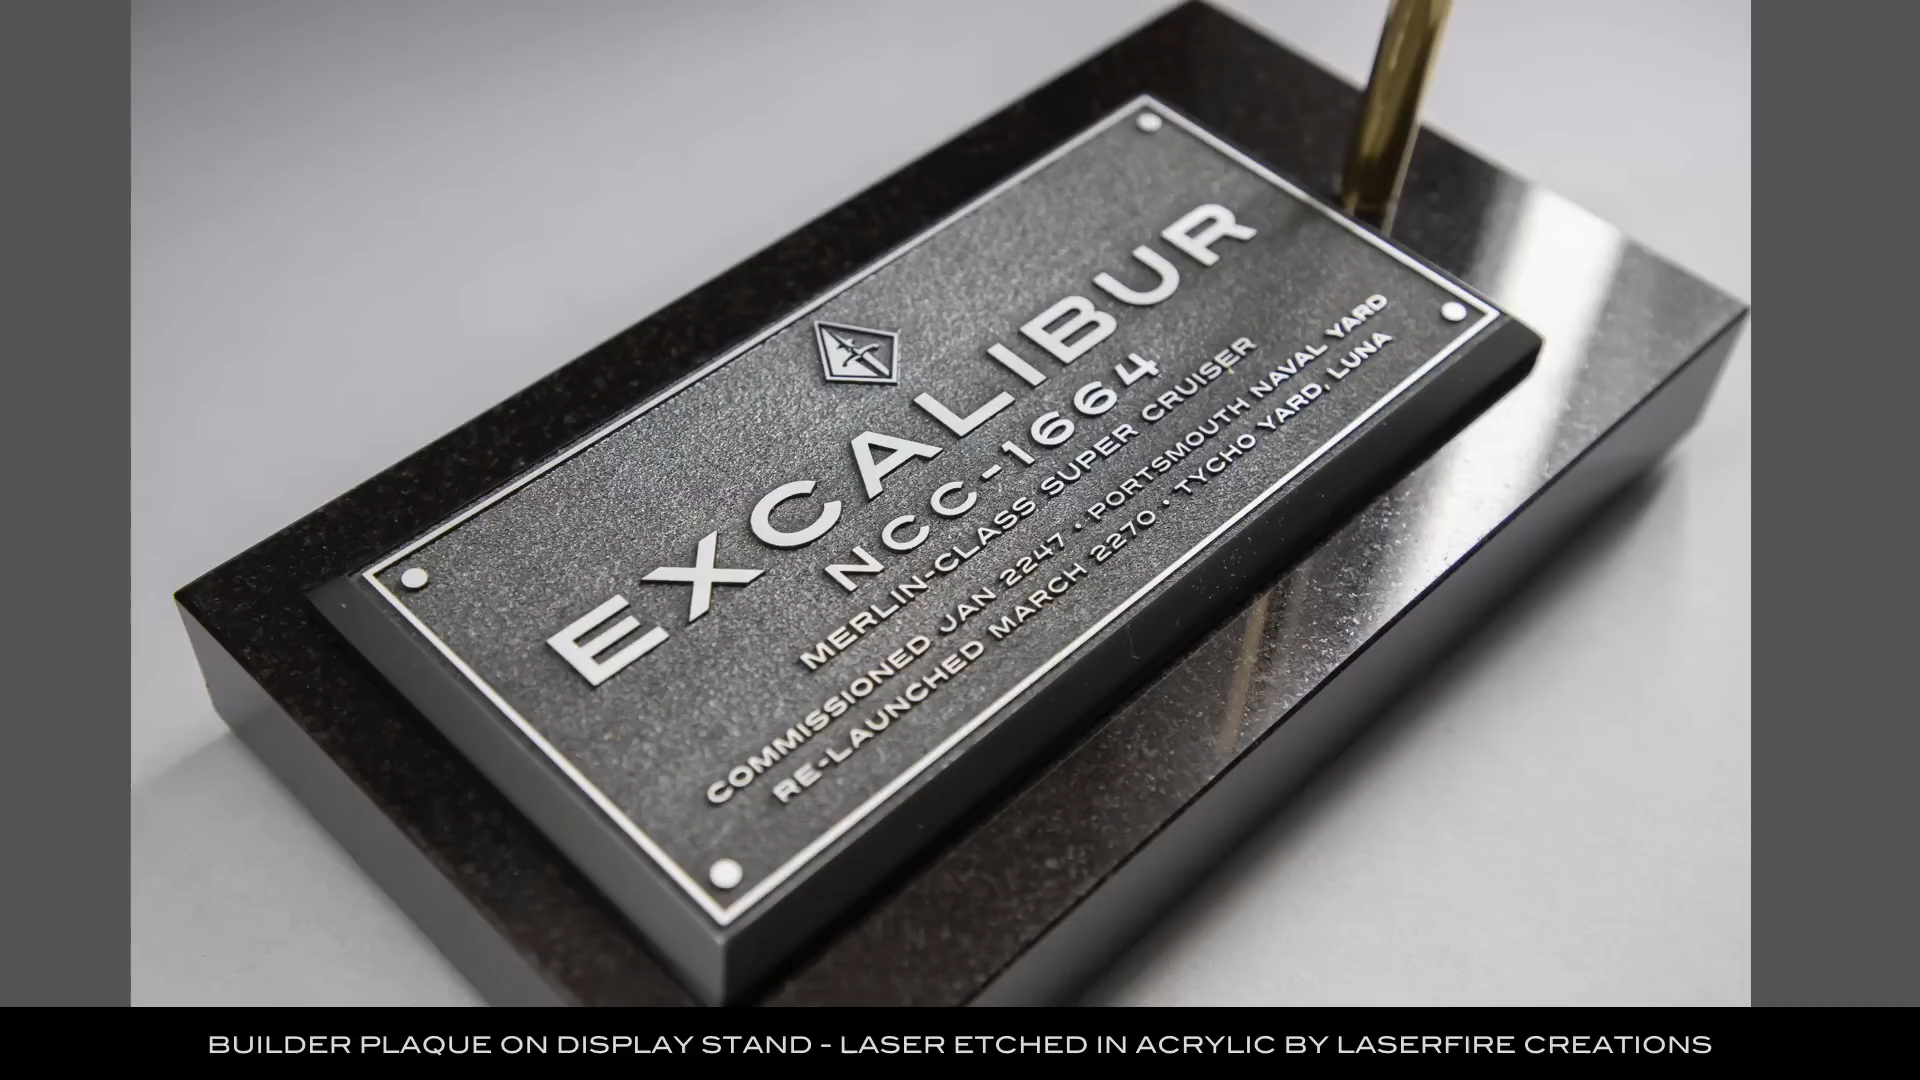 EXCALIBUR
NCC-1664
MERLIN-CLASS SUPER CRUISER
COMMISSIONED JAN 2247 • PORTSMOUTH NAVAL YARD
RE-LAUNCHED MARCH 2270 • TYCHO YARD, LUNA
BUILDER PLAQUE ON DISPLAY STAND - LASER ETCHED IN ACRYLIC BY LASERFIRE CREATIONS